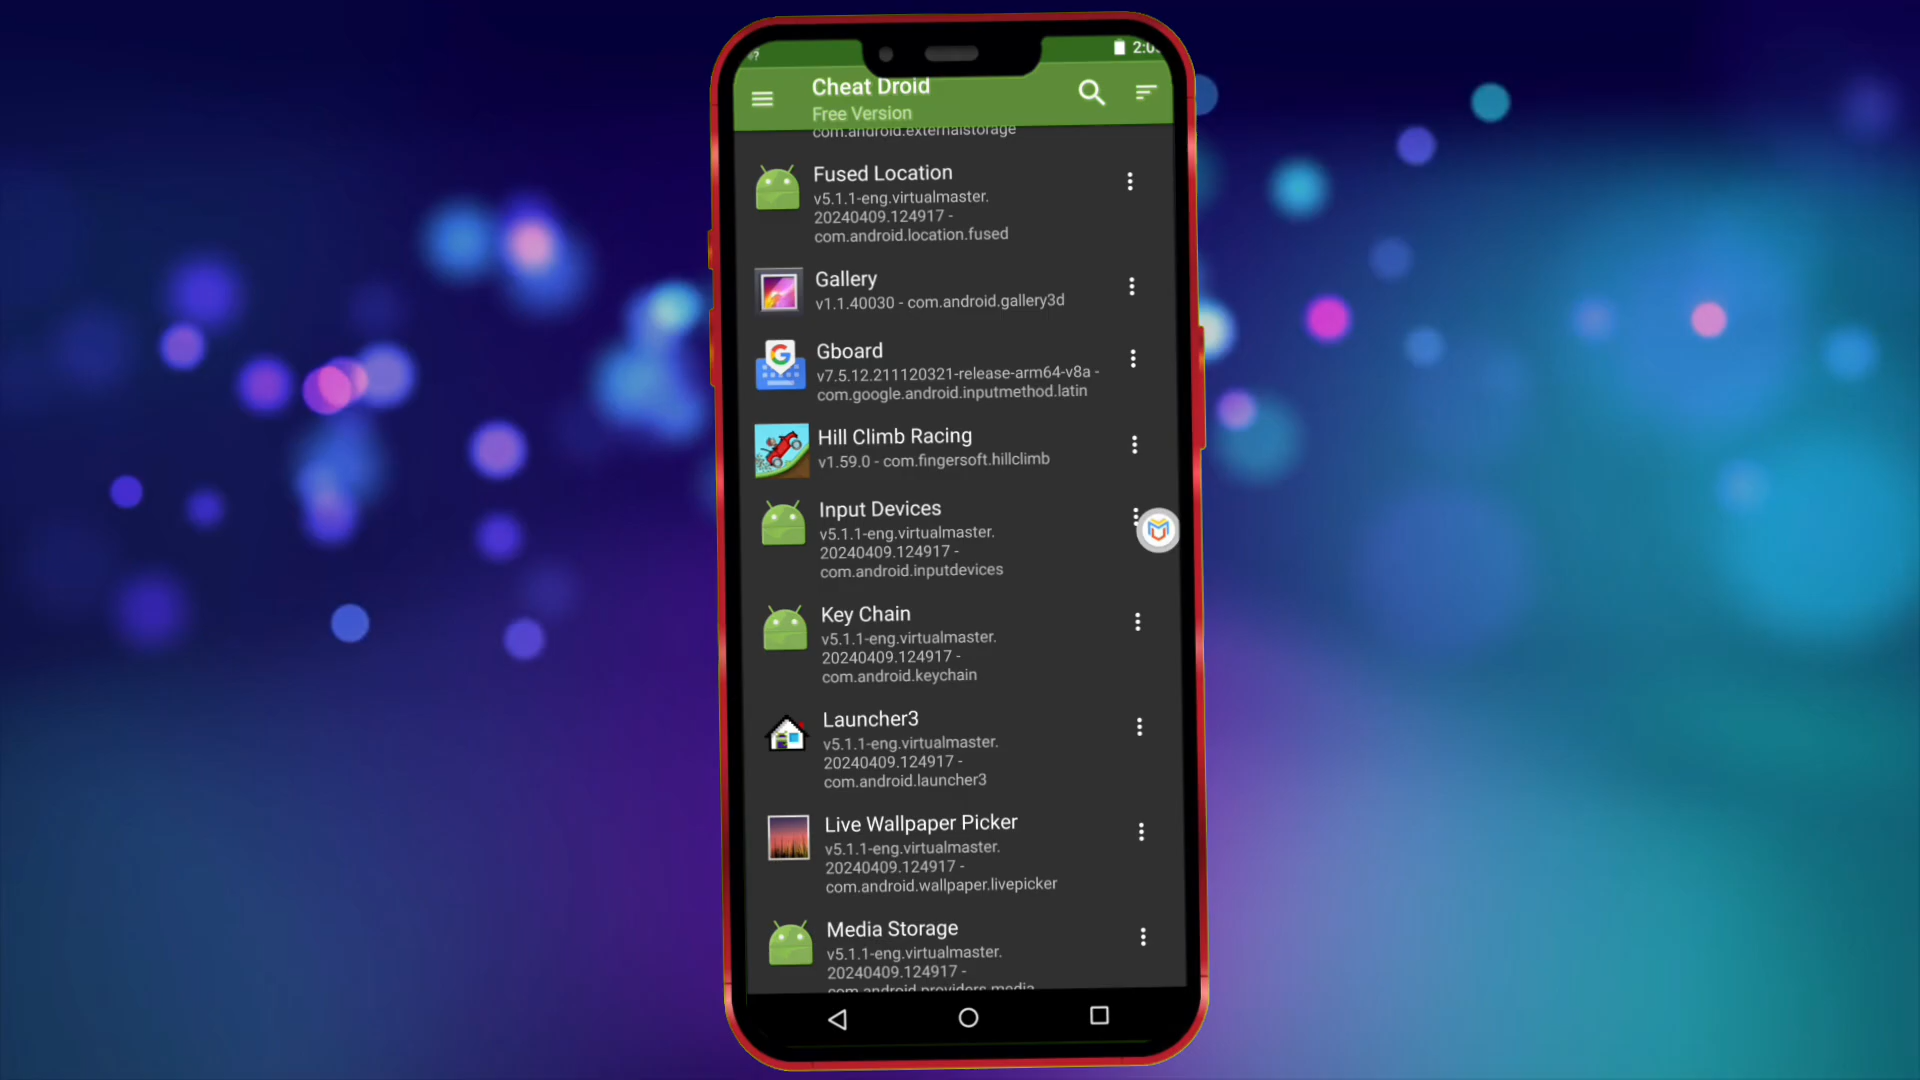 2:0
Cheat Droid
Free Version
com.android.externalstorage
Fused Location
v5.1.1-eng.virtualmaster.
20240409.124917 -
com.android.location.fused
Gallery
v1.1.40030 - com.android.gallery3d
Gboard
v7.5.12.211120321-release-arm64-v8a -
com.google.android.inputmethod.latin
Hill Climb Racing
v1.59.0 - com.fingersoft.hillclimb
Input Devices
v5.1.1-eng.virtualmaster.
20240409.124917 -
com.android.inputdevices
Key Chain
v5.1.1-eng.virtualmaster.
20240409.124917 -
com.android.keychain
Launcher3
v5.1.1-eng.virtualmaster.
20240409.124917 -
com.android.launcher3
Live Wallpaper Picker
v5.1.1-eng.virtualmaster.
20240409.124917 -
com.android.wallpaper.livepicker
Media Storage
v5.1.1-eng.virtualmaster.
20240409.124917 -
com.android.providers.media